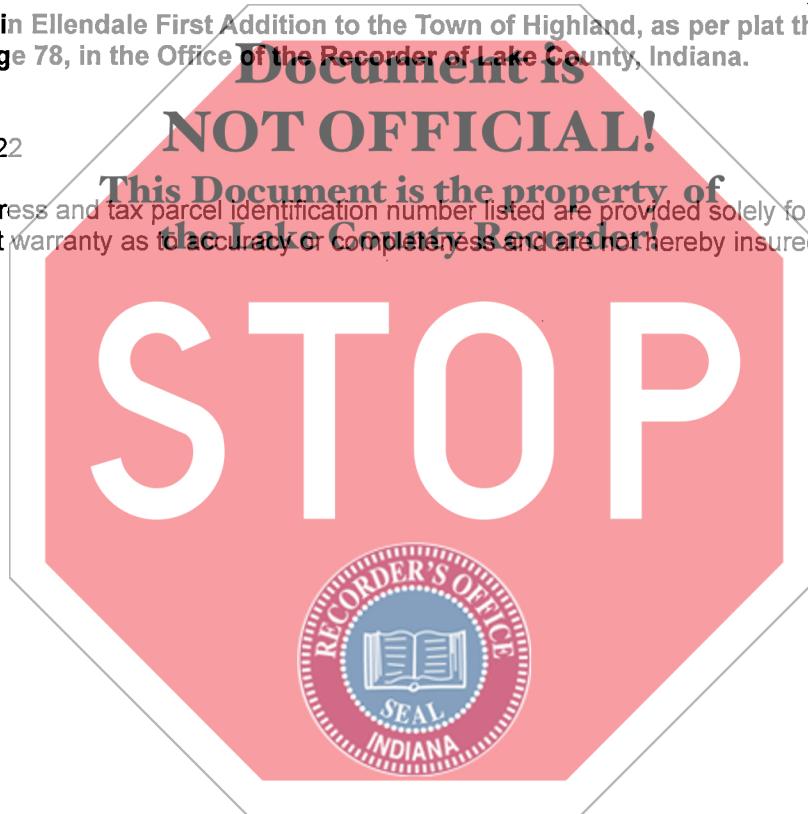 in Ellendale First Addition to the Town of Highland, as per plat th
ge 78, in the Office of the Recorder of Lake County, Indiana.
Document is
NOT OFFICIAL!
22
This Document is the property of
ress and tax parcel identification number listed are provided solely fo
the Lake County Recorder!
t warranty as to accuracy or completeness and are not hereby insured
STOP
RECORDER'S OFFICE
SEAL
INDIANA